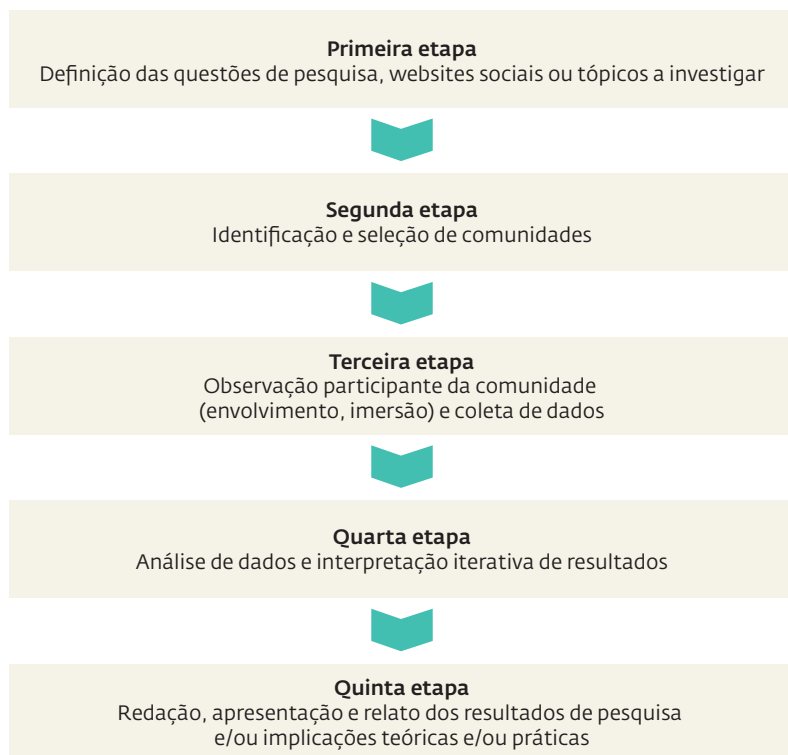 Primeira etapa
Definição das questões de pesquisa, websites sociais ou tópicos a investigar
Segunda etapa
Identificação e seleção de comunidades
Terceira etapa
Observação participante da comunidade
(envolvimento, imersão) e coleta de dados
Quarta etapa
Análise de dados e interpretação iterativa de resultados
Quinta etapa
Redação, apresentação e relato dos resultados de pesquisa
e/ou implicações teóricas e/ou práticas